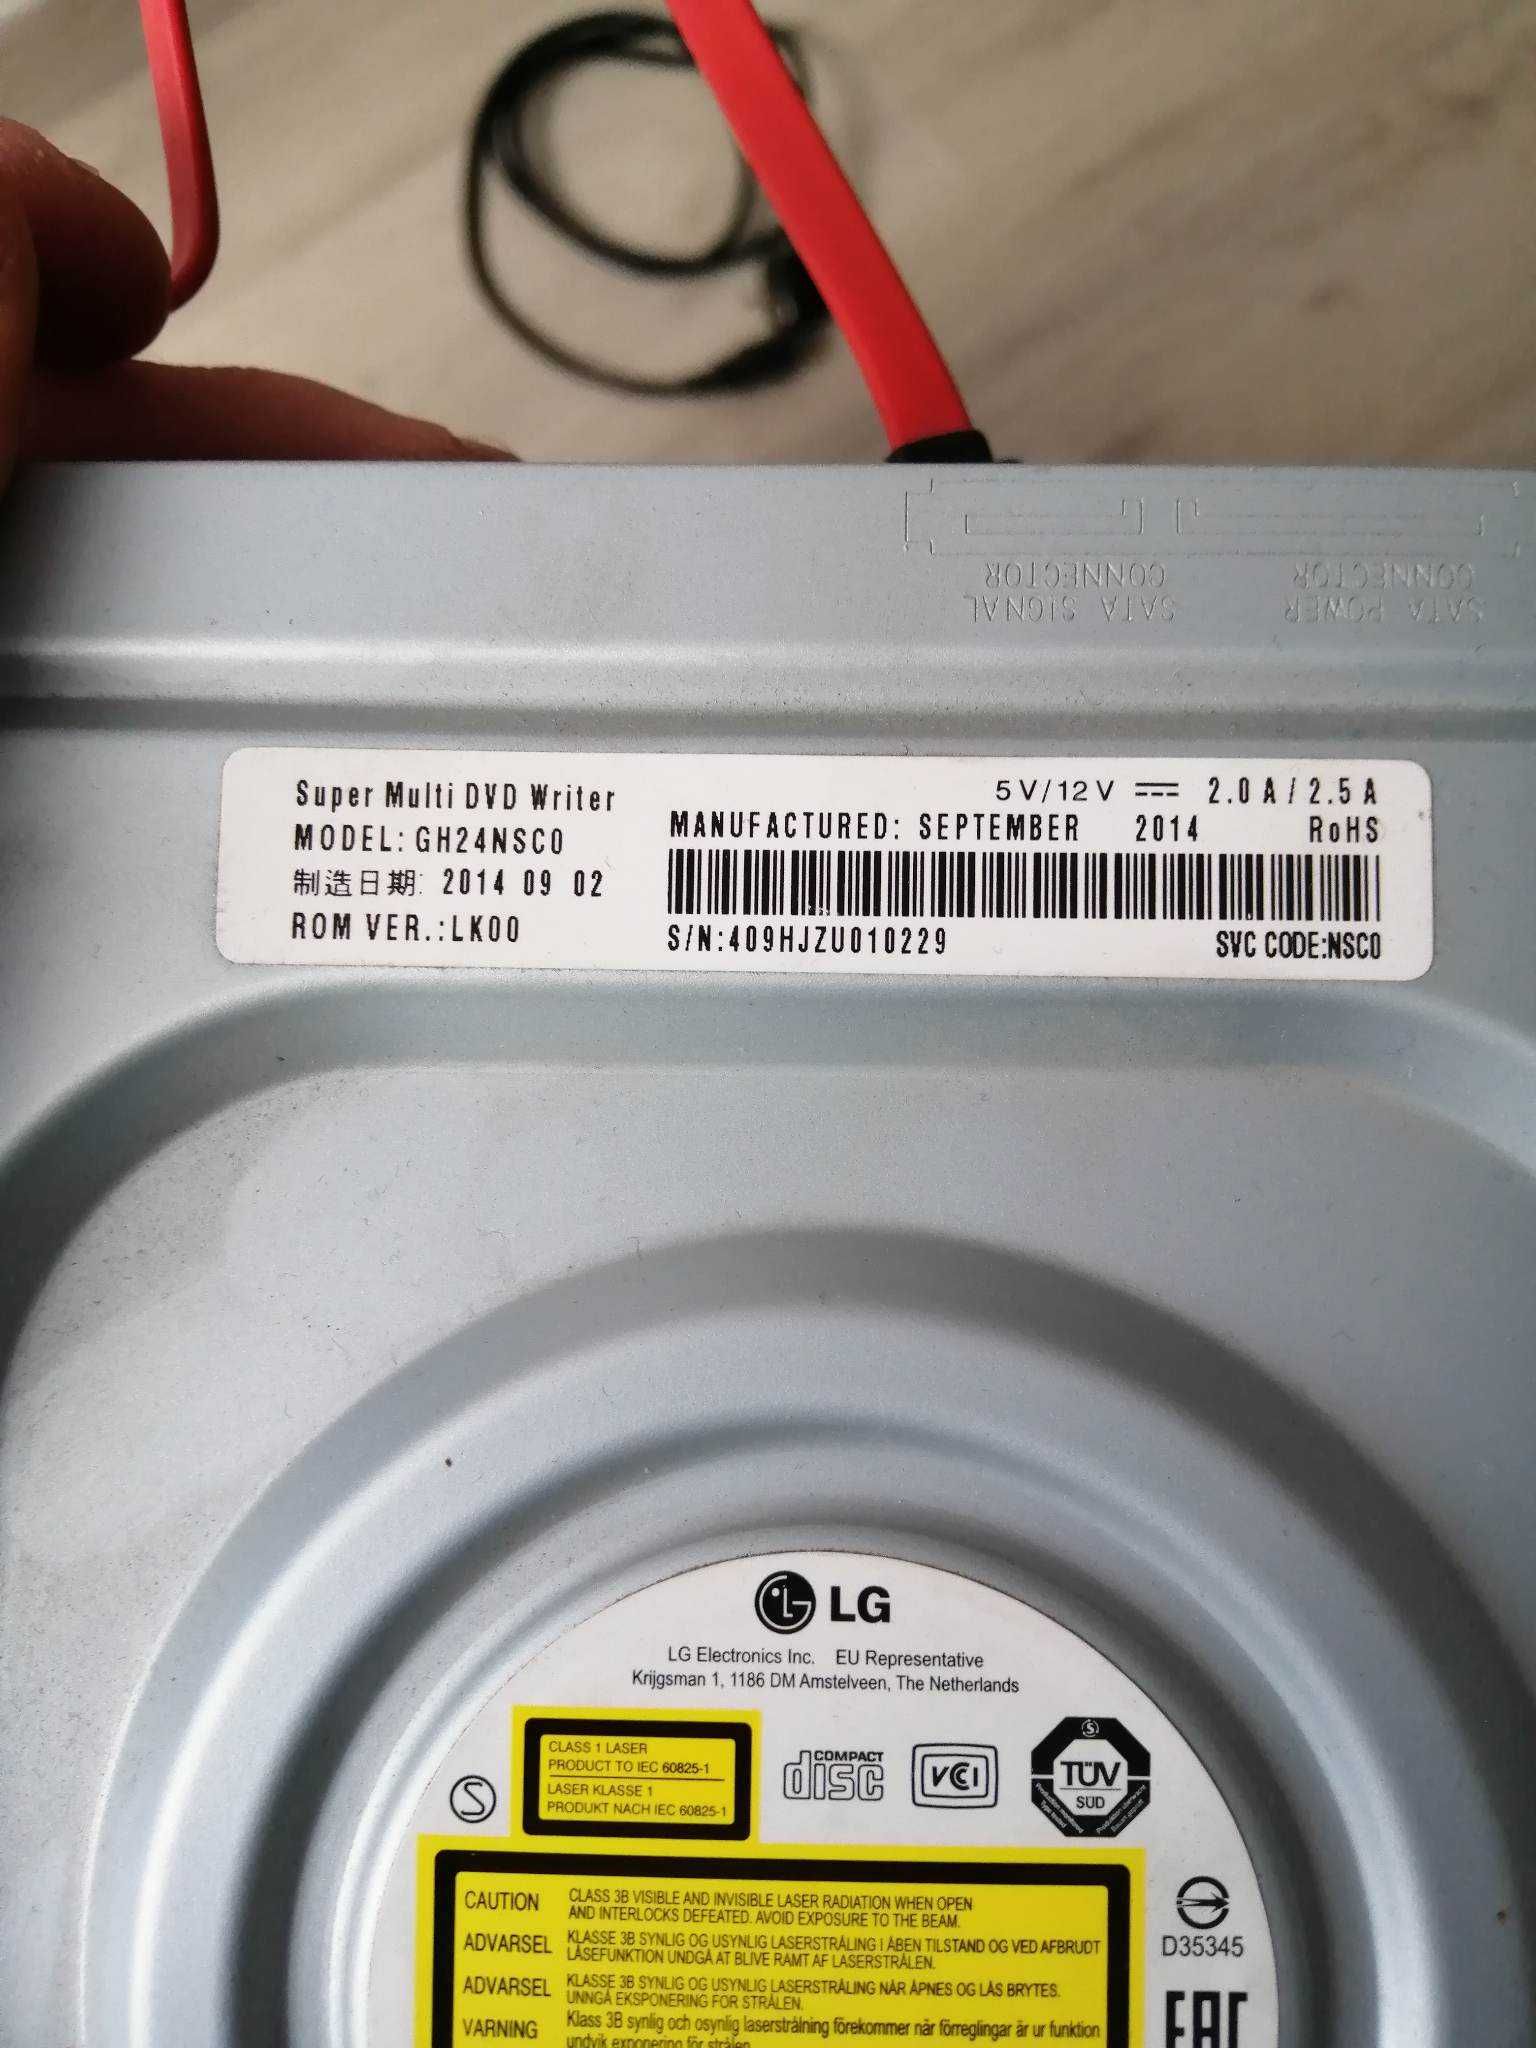 SATA SIGNAL
CONNECTOR
SATA POWER
CONNECTOR
Super Multi DVD Writer
MODEL: GH24NSC0
制造日期: 2014 09 02
ROM VER.:LK00
5V/12V 2.0 A / 2.5 A
MANUFACTURED: SEPTEMBER 2014 RoHS
S/N:409HJZU010229
SVC CODE:NSC0
LG
LG Electronics Inc. EU Representative
Krijgsman 1, 1186 DM Amstelveen, The Netherlands
S
CLASS 1 LASER
PRODUCT TO IEC 60825-1
LASER KLASSE 1
PRODUKT NACH IEC 60825-1
COMPACT
disc
VCCI
TÜV
SÜD
CAUTION CLASS 3B VISIBLE AND INVISIBLE LASER RADIATION WHEN OPEN
AND INTERLOCKS DEFEATED. AVOID EXPOSURE TO THE BEAM.
ADVARSEL KLASSE 3B SYNLIG OG USYNLIG LASERSTRÅLING I ÅBEN TILSTAND OG VED AFBRUDT
LÅSEFUNKTION UNDGÅ AT BLIVE RAMT AF LASERSTRÅLEN.
ADVARSEL KLASSE 3B SYNLIG OG USYNLIG LASERSTRÅLING NÅR ÅPNES OG LÅS BRYTES.
UNNGÅ EKSPONERING FOR STRÅLEN.
VARNING Klass 3B synlig och osynlig laserstrålning förekommer när förreglingar är ur funktion
undvik exponering för strålen.
D35345
EAC